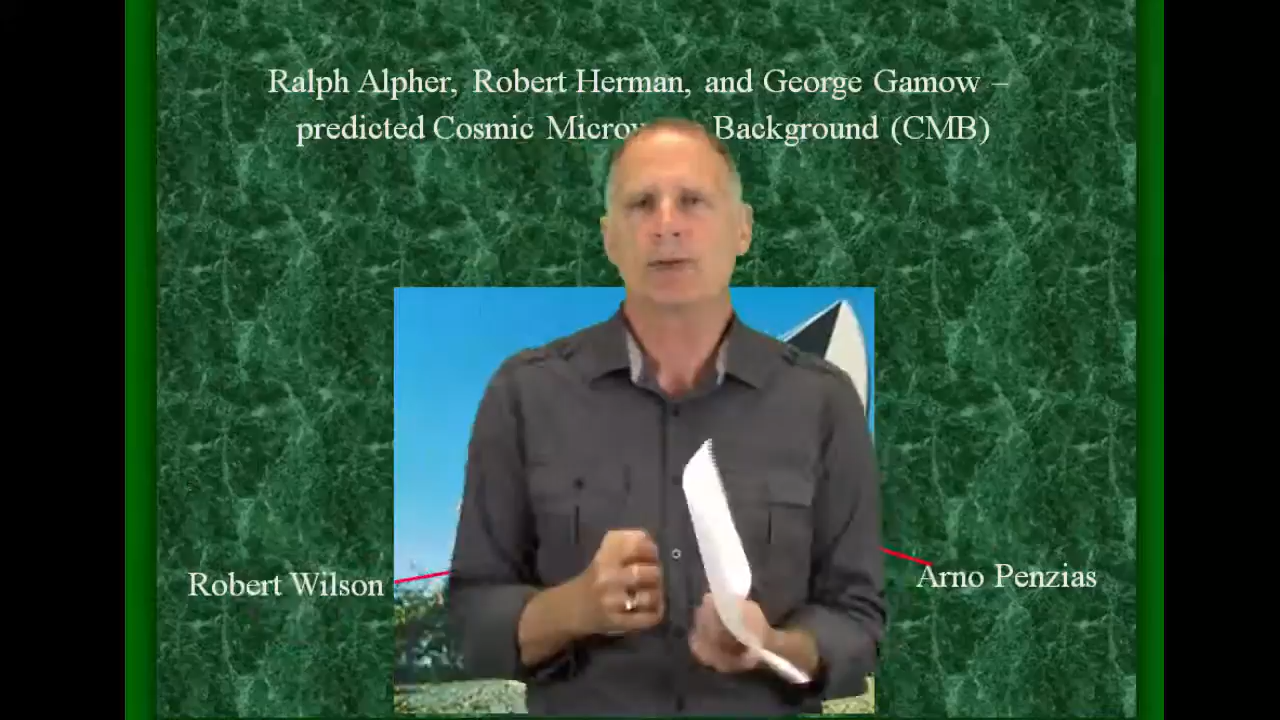 Ralph Alpher, Robert Herman, and George Gamow –
predicted Cosmic Background (CMB)
Robert Wilson
Arno Penzias